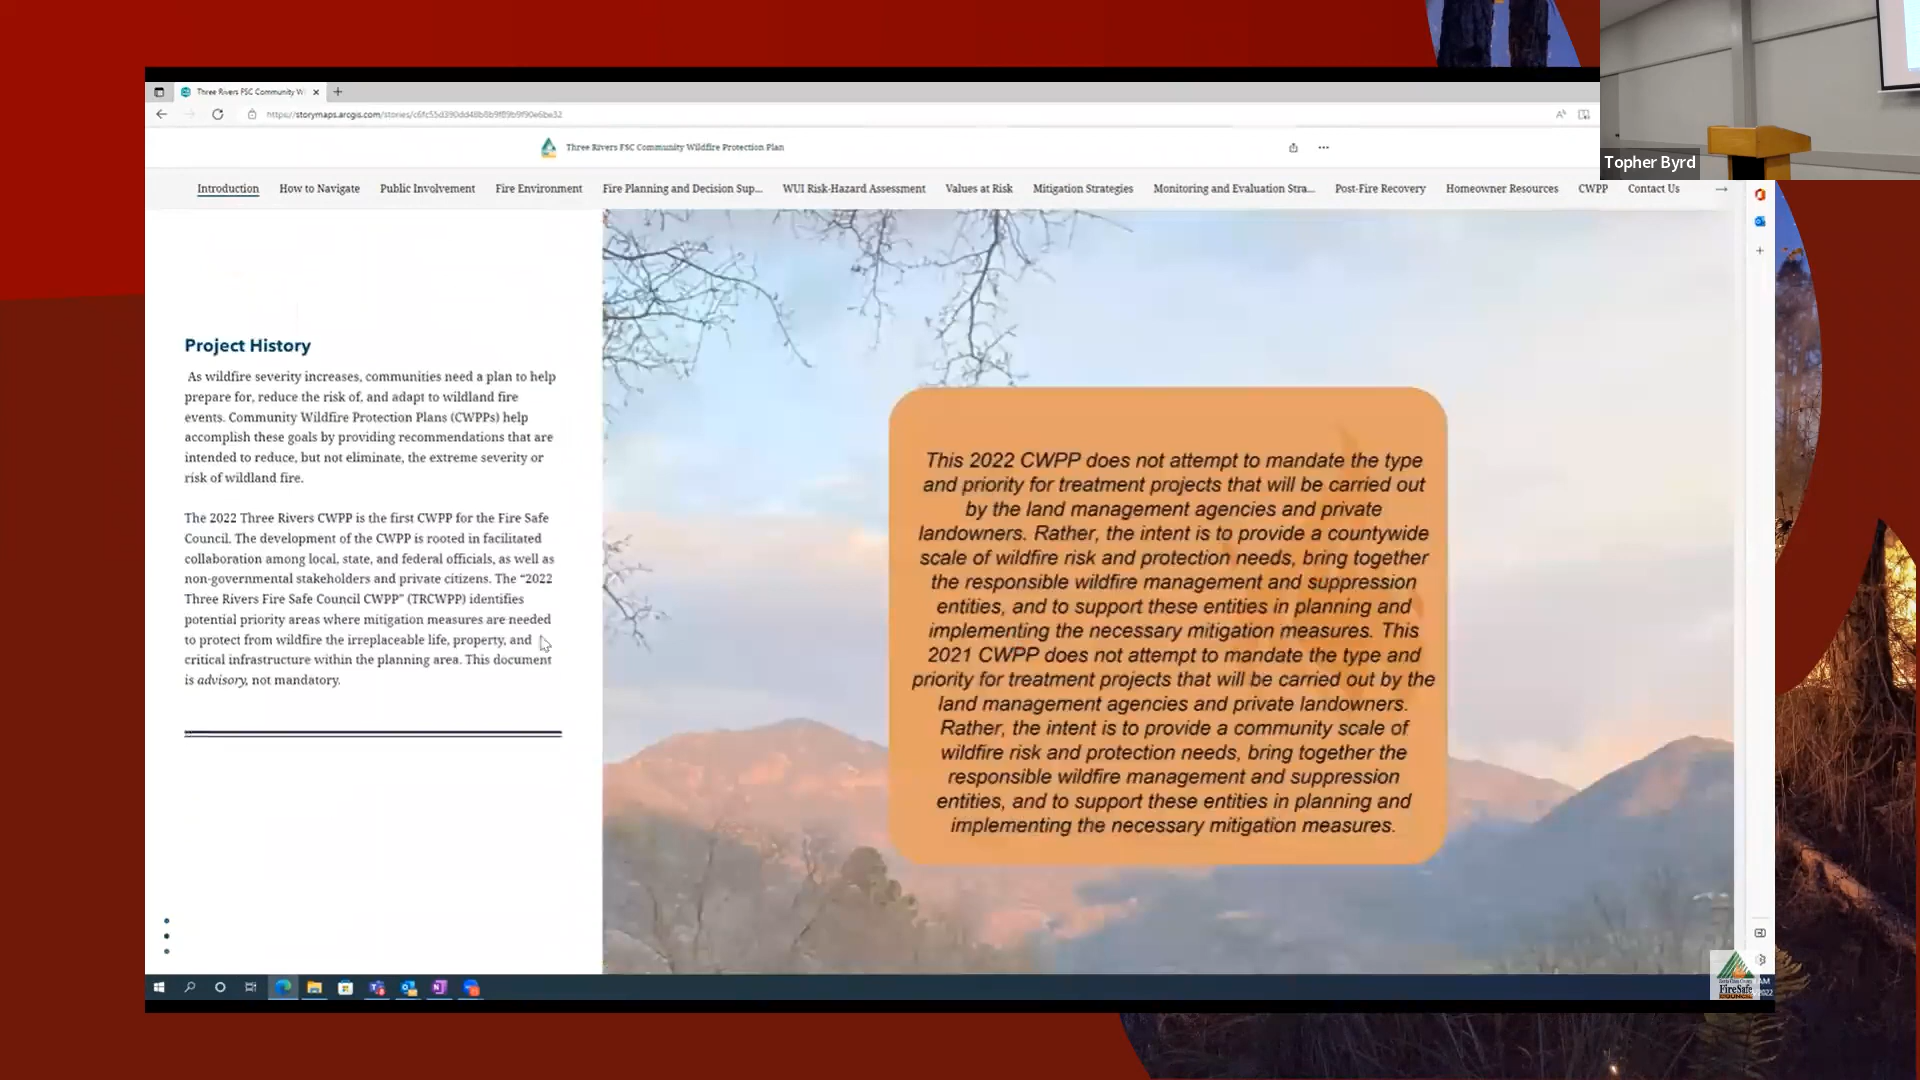 Three Rivers FSC Community Wi
https://storymaps.arcgis.com/stories/c6fc55d390dd48b8b9f89b9f90e6be32
Three Rivers FSC Community Wildfire Protection Plan
Topher Byrd
Introduction How to Navigate Public Involvement Fire Environment Fire Planning and Decision Sup... WUI Risk-Hazard Assessment Values at Risk Mitigation Strategies Monitoring and Evaluation Stra... Post-Fire Recovery Homeowner Resources CWPP Contact Us
Project History
As wildfire severity increases, communities need a plan to help
prepare for, reduce the risk of, and adapt to wildland fire
events. Community Wildfire Protection Plans (CWPPs) help
accomplish these goals by providing recommendations that are
intended to reduce, but not eliminate, the extreme severity or
risk of wildland fire.
The 2022 Three Rivers CWPP is the first CWPP for the Fire Safe
Council. The development of the CWPP is rooted in facilitated
collaboration among local, state, and federal officials, as well as
non-governmental stakeholders and private citizens. The “2022
Three Rivers Fire Safe Council CWPP” (TRCWPP) identifies
potential priority areas where mitigation measures are needed
to protect from wildfire the irreplaceable life, property, and
critical infrastructure within the planning area. This document
is advisory, not mandatory.
This 2022 CWPP does not attempt to mandate the type
and priority for treatment projects that will be carried out
by the land management agencies and private
landowners. Rather, the intent is to provide a countywide
scale of wildfire risk and protection needs, bring together
the responsible wildfire management and suppression
entities, and to support these entities in planning and
implementing the necessary mitigation measures. This
2021 CWPP does not attempt to mandate the type and
priority for treatment projects that will be carried out by the
land management agencies and private landowners.
Rather, the intent is to provide a community scale of
wildfire risk and protection needs, bring together the
responsible wildfire management and suppression
entities, and to support these entities in planning and
implementing the necessary mitigation measures.
FireSafe